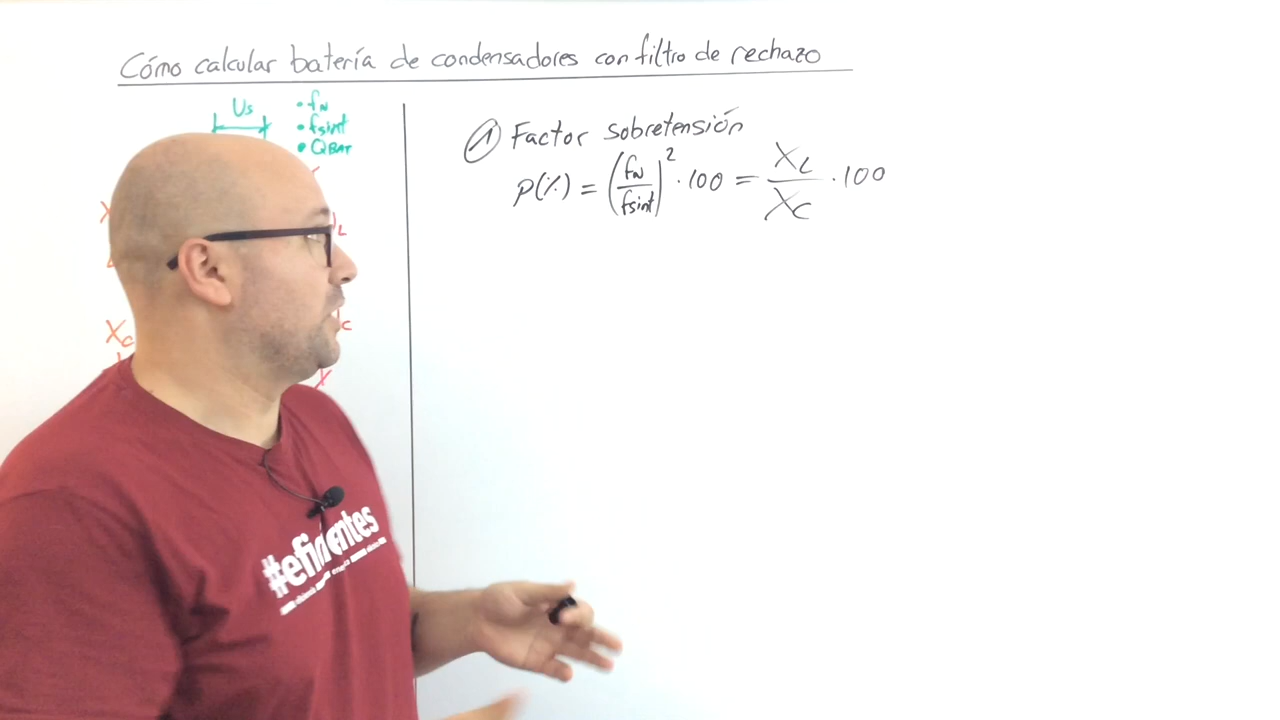 Cómo calcular batería de condensadores con filtro de rechazo
Us
• fN
• fsint
• QBAT
① Factor sobretensión
P(%) = (fN/fsint)² · 100 = XL/XC · 100
X
L
XC
C
X